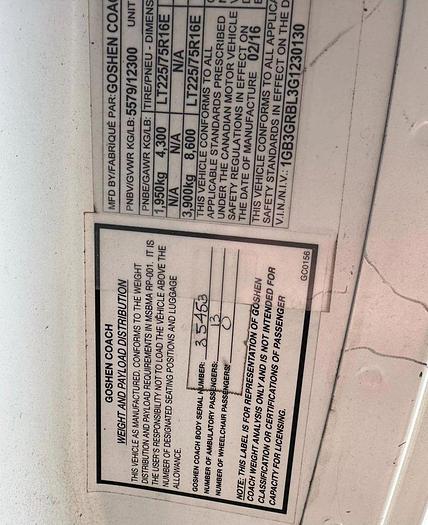 MFD BY/FABRIQUÉ PAR: GOSHEN COAC
PNBV/GVWR KG/LB: 5579/12300 UNIT
PNBE/GAWR KG/LB: TIRE/PNEU - DIMENS
1,950kg 4,300 LT225/75R16E
N/A N/A N/A
3,900kg 8,600 LT225/75R16E
THIS VEHICLE CONFORMS TO ALL
APPLICABLE STANDARDS PRESCRIBED
UNDER THE CANADIAN MOTOR VEHICLE
SAFETY REGULATIONS IN EFFECT ON
THE DATE OF MANUFACTURE 02/16
THIS VEHICLE CONFORMS TO ALL APPLICA
SAFETY STANDARDS IN EFFECT ON THE D
V.I.N./N.I.V.: 1GB3GRBL3G1230130
GOSHEN COACH
WEIGHT AND PAYLOAD DISTRIBUTION
THIS VEHICLE AS MANUFACTURED, CONFORMS TO THE WEIGHT
DISTRIBUTION AND PAYLOAD REQUIREMENTS IN MSBMA RP-001. IT IS
THE USER'S RESPONSIBILITY NOT TO LOAD THE VEHICLE ABOVE THE
NUMBER OF DESIGNATED SEATING POSITIONS AND LUGGAGE
ALLOWANCE.
GOSHEN COACH BODY SERIAL NUMBER: 35453
NUMBER OF AMBULATORY PASSENGERS: 13
NUMBER OF WHEELCHAIR PASSENGERS: 0
NOTE: THIS LABEL IS FOR REPRESENTATION OF GOSHEN
COACH WEIGHT ANALYSIS ONLY AND IS NOT INTENDED FOR
CLASSIFICATION OR CERTIFICATIONS OF PASSENGER
CAPACITY FOR LICENSING.
GC0156